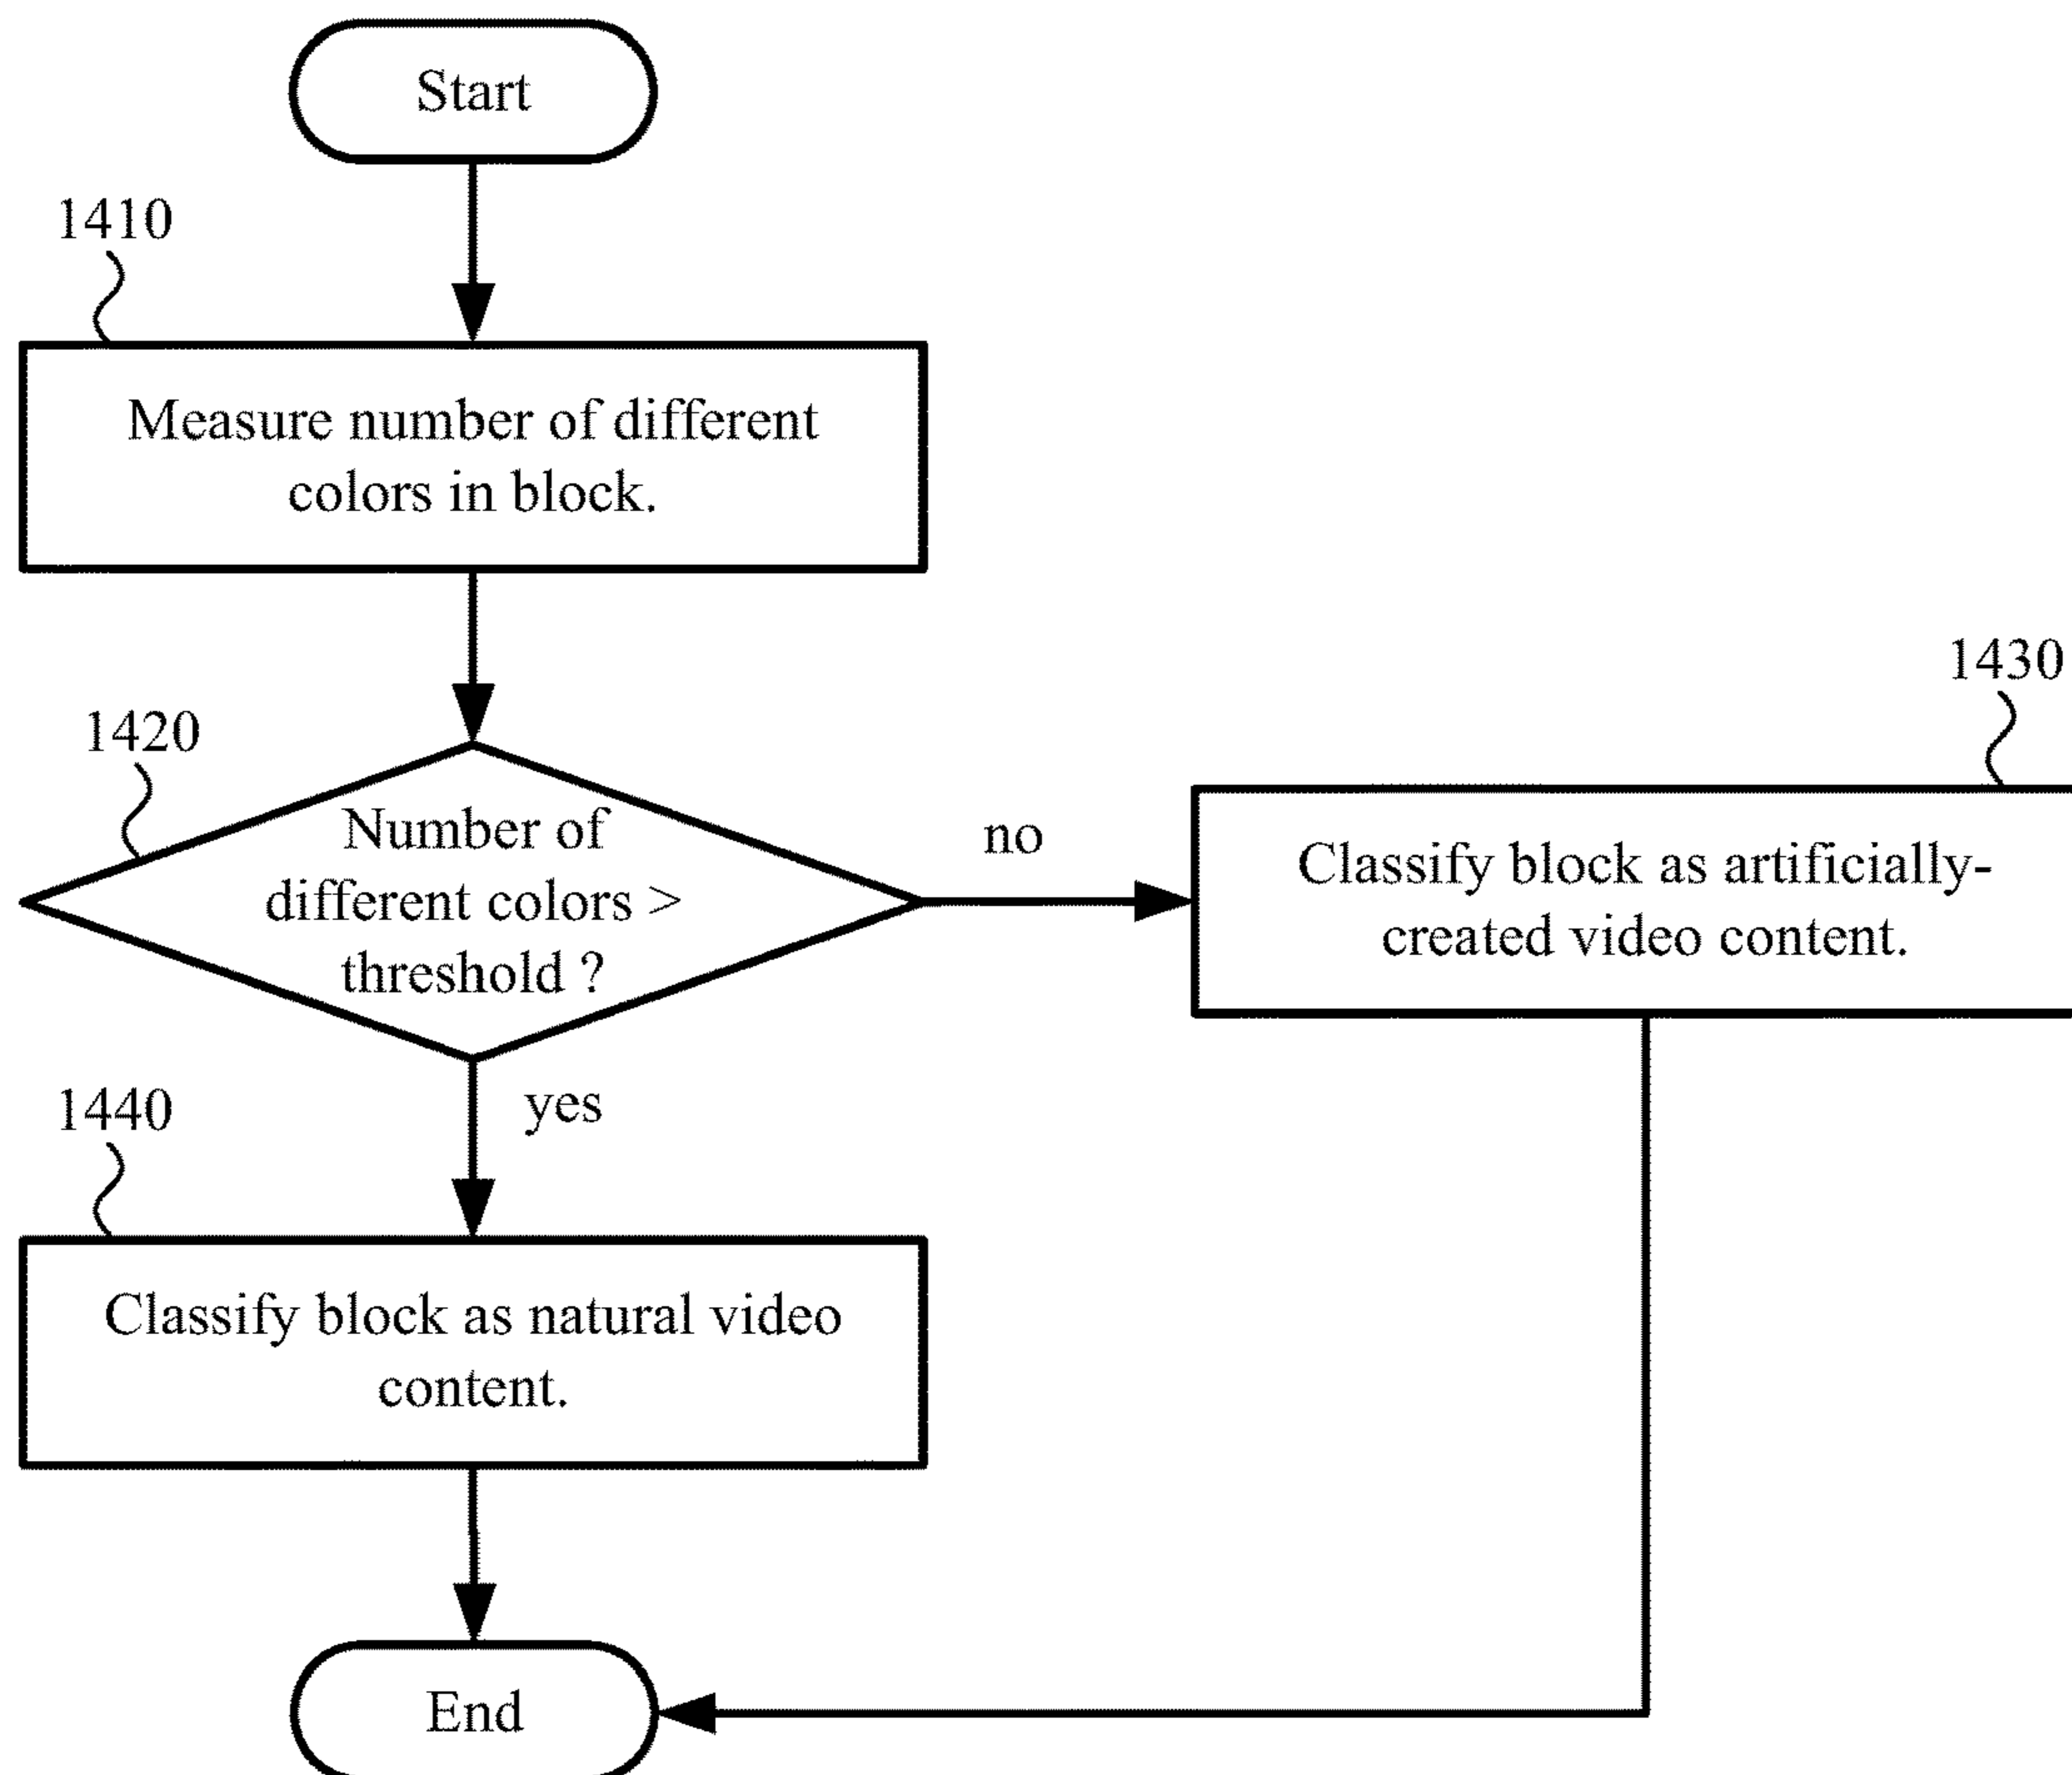 Start
1410
Measure number of different
colors in block.
1420
Number of
different colors >
threshold ?
no
1430
Classify block as artificially-
created video content.
yes
1440
Classify block as natural video
content.
End